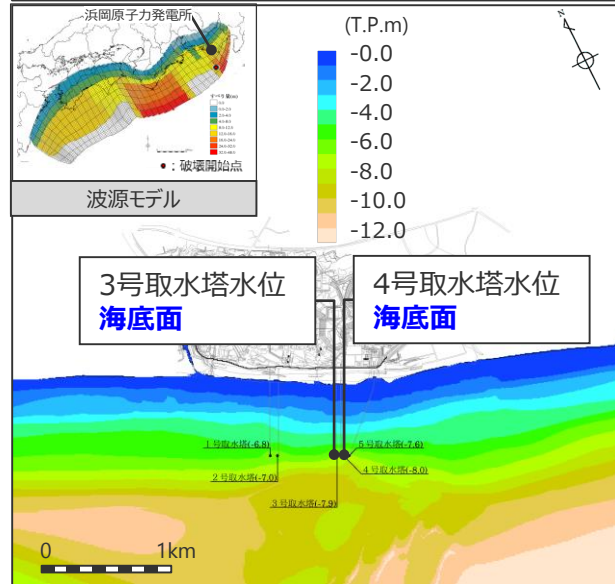 浜岡原子力発電所
すべり量(m)
●：破壊開始点
波源モデル
(T.P.m)
-0.0
-2.0
-4.0
-6.0
-8.0
-10.0
-12.0
N
3号取水塔水位
海底面
4号取水塔水位
海底面
1号取水塔(-6.8)
5号取水塔(-7.6)
2号取水塔(-7.0)
4号取水塔(-8.0)
3号取水塔(-7.9)
0 1km